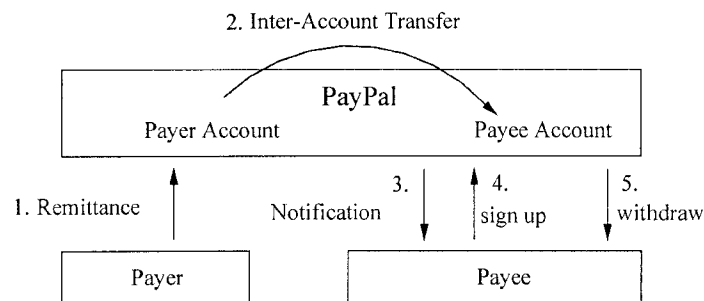 2. Inter-Account Transfer
PayPal
Payer Account
Payee Account
1. Remittance
3.
Notification
4.
sign up
5.
withdraw
Payer
Payee